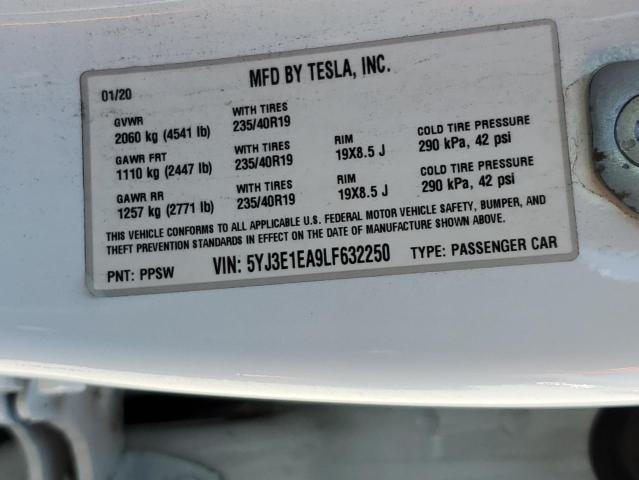 MFD BY TESLA, INC.
01/20
GVWR WITH TIRES
2060 kg (4541 lb) 235/40R19
GAWR FRT WITH TIRES RIM COLD TIRE PRESSURE
1110 kg (2447 lb) 235/40R19 19X8.5 J 290 kPa, 42 psi
GAWR RR WITH TIRES RIM COLD TIRE PRESSURE
1257 kg (2771 lb) 235/40R19 19X8.5 J 290 kPa, 42 psi
THIS VEHICLE CONFORMS TO ALL APPLICABLE U.S. FEDERAL MOTOR VEHICLE SAFETY, BUMPER, AND
THEFT PREVENTION STANDARDS IN EFFECT ON THE DATE OF MANUFACTURE SHOWN ABOVE.
PNT: PPSW VIN: 5YJ3E1EA9LF632250 TYPE: PASSENGER CAR